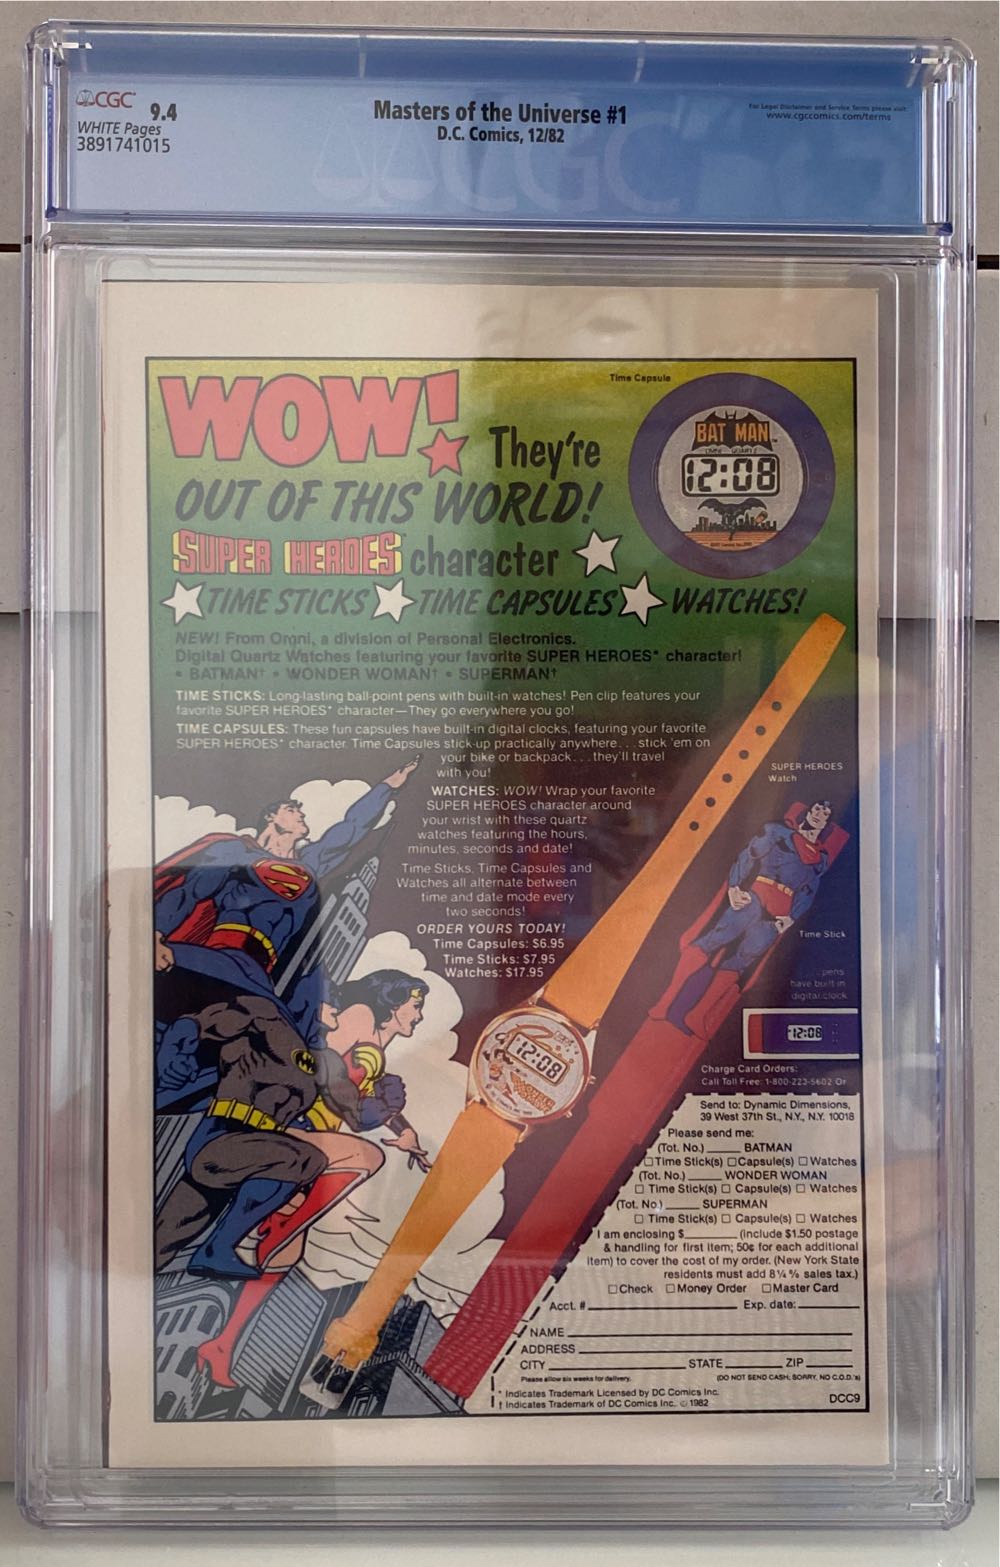 CGC 9.4
WHITE Pages
3891741015
Masters of the Universe #1
D.C. Comics, 12/82
For Legal Disclaimer and Service Terms please visit:
www.cgccomics.com/terms
CGC
WOW! They're
OUT OF THIS WORLD!
SUPER HEROES character
TIME STICKS TIME CAPSULES WATCHES!
Time Capsule
BATMAN
12:08
NEW! From Omni, a division of Personal Electronics.
Digital Quartz Watches featuring your favorite SUPER HEROES* character!
• BATMAN† • WONDER WOMAN† • SUPERMAN†
TIME STICKS: Long-lasting ball-point pens with built-in watches! Pen clip features your
favorite SUPER HEROES* character—They go everywhere you go!
TIME CAPSULES: These fun capsules have built-in digital clocks, featuring your favorite
SUPER HEROES* character. Time Capsules stick-up practically anywhere... stick 'em on
your bike or backpack... they'll travel
with you!
WATCHES: WOW! Wrap your favorite
SUPER HEROES character around
your wrist with these quartz
watches featuring the hours,
minutes, seconds and date!
Time Sticks, Time Capsules and
Watches all alternate between
time and date mode every
two seconds!
ORDER YOURS TODAY!
Time Capsules: $6.95
Time Sticks: $7.95
Watches: $17.95
SUPER HEROES
Watch
Time Stick
pens
have built-in
digital clock
12:08
12:08
Charge Card Orders:
Call Toll Free: 1-800-223-5602 Or
Send to: Dynamic Dimensions,
39 West 37th St., N.Y., N.Y. 10018
Please send me:
(Tot. No.) BATMAN
□ Time Stick(s) □ Capsule(s) □ Watches
(Tot. No.) WONDER WOMAN
□ Time Stick(s) □ Capsule(s) □ Watches
(Tot. No.) SUPERMAN
□ Time Stick(s) □ Capsule(s) □ Watches
I am enclosing $ (include $1.50 postage
& handling for first item; 50¢ for each additional
item) to cover the cost of my order. (New York State
residents must add 8¼% sales tax.)
□ Check □ Money Order □ Master Card
Acct. # Exp. date:
NAME
ADDRESS
CITY STATE ZIP
Please allow six weeks for delivery. (DO NOT SEND CASH; SORRY, NO C.O.D.'s)
* Indicates Trademark Licensed by DC Comics Inc.
† Indicates Trademark of DC Comics Inc. © 1982
DCC9